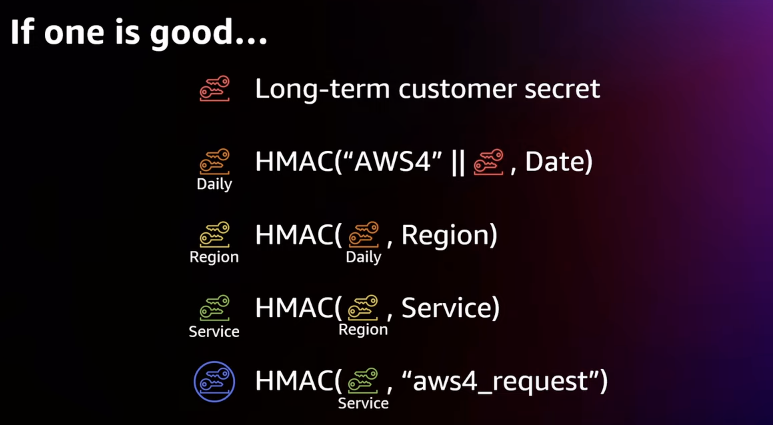 If one is good...
Long-term customer secret
Daily HMAC(“AWS4” || , Date)
Region HMAC( Daily , Region)
Service HMAC( Region , Service)
HMAC( Service , “aws4_request”)